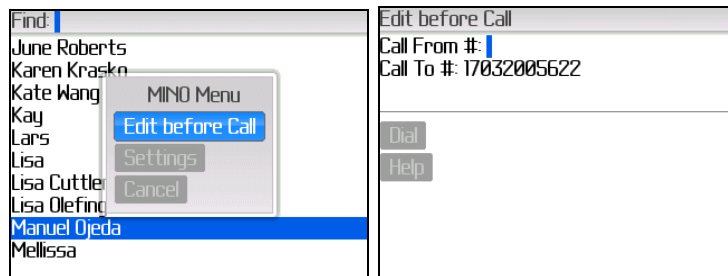 Find:
June Roberts
Karen Krasko
Kate Wang
Kay
Lars
Lisa
Lisa Cuttler
Lisa Olefing
Manuel Ojeda
Mellissa
MINO Menu
Edit before Call
Settings
Cancel
Edit before Call
Call From #:
Call To #: 17032005622
Dial
Help